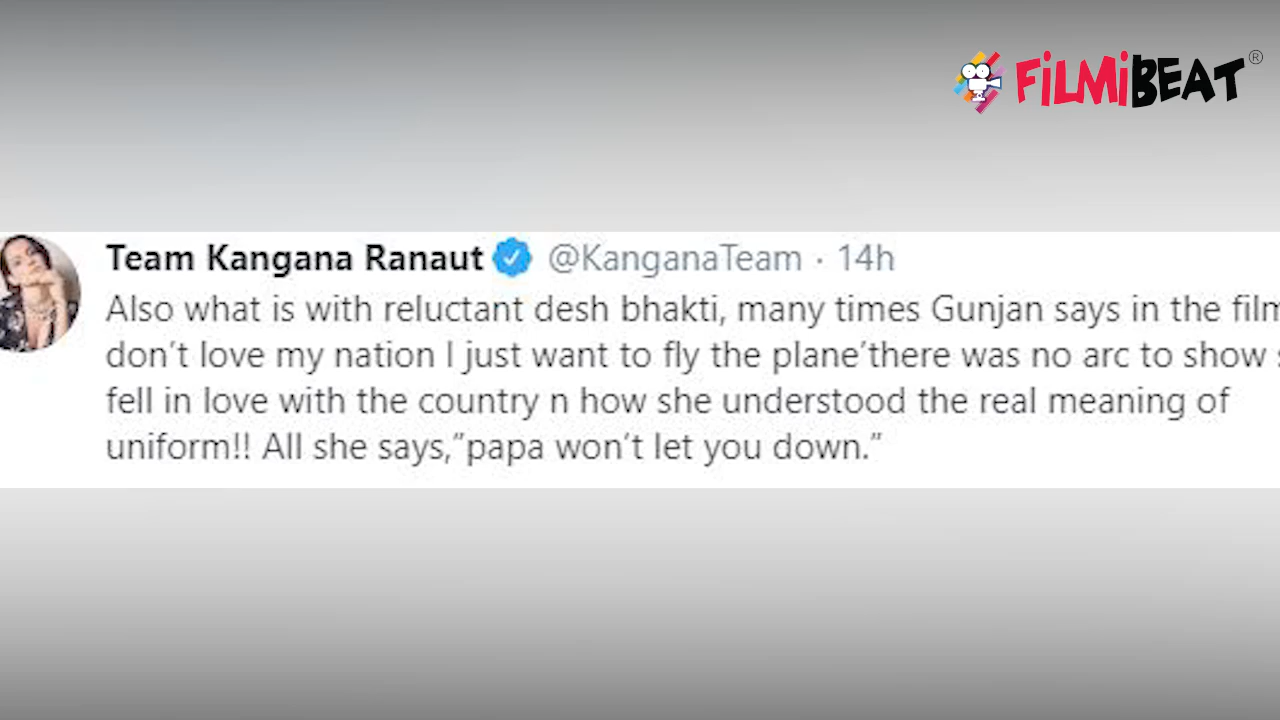 FiLMiBEAT®
Team Kangana Ranaut @KanganaTeam · 14h
Also what is with reluctant desh bhakti, many times Gunjan says in the film
don’t love my nation I just want to fly the plane’there was no arc to show
fell in love with the country n how she understood the real meaning of
uniform!! All she says,”papa won’t let you down.”